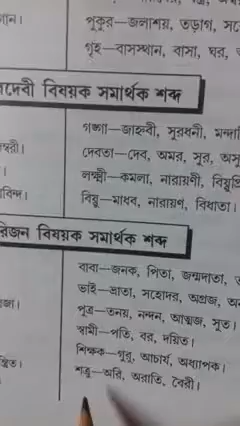 গান।
পুকুর—জলাশয়, তড়াগ,
গৃহ—বাসস্থান, বাসা, ঘর,
বিষয়ক সমার্থক শব্দ
গঙ্গা—জাহ্নবী, সুরধনী,
দেবতা—দেব, অমর, সুর,
লক্ষ্মী—কমলা, নারায়ণী,
বিষ্ণু—মাধব, নারায়ণ, বিধাতা।
বিষয়ক সমার্থক শব্দ
বাবা—জনক, পিতা, জন্মদাতা,
ভাই—ভ্রাতা, সহোদর, অগ্রজ,
পুত্র—তনয়, নন্দন, আত্মজ, সুত।
স্বামী—পতি, বর, দয়িত।
শিক্ষক—গুরু, আচার্য, অধ্যাপক।
শত্রু—অরি, অরাতি, বৈরী।